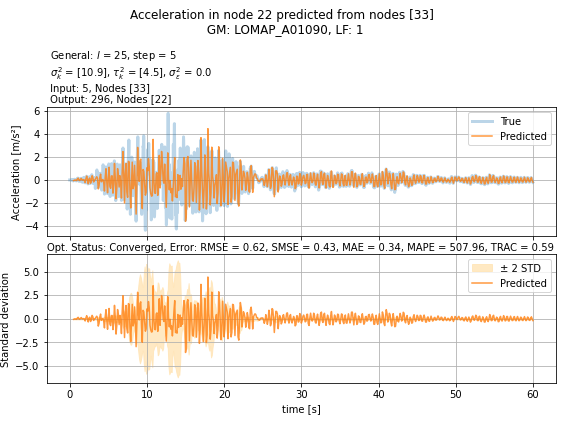 Acceleration in node 22 predicted from nodes [33]
GM: LOMAP_A01090, LF: 1
General: l = 25, step = 5
σ²ₖ = [10.9], τ²ₖ = [4.5], σ²ε = 0.0
Input: 5, Nodes [33]
Output: 296, Nodes [22]
Acceleration [m/s²]
6
4
2
0
−2
−4
True
Predicted
Opt. Status: Converged, Error: RMSE = 0.62, SMSE = 0.43, MAE = 0.34, MAPE = 507.96, TRAC = 0.59
Standard deviation
5.0
2.5
0.0
−2.5
−5.0
± 2 STD
Predicted
0 10 20 30 40 50 60
time [s]